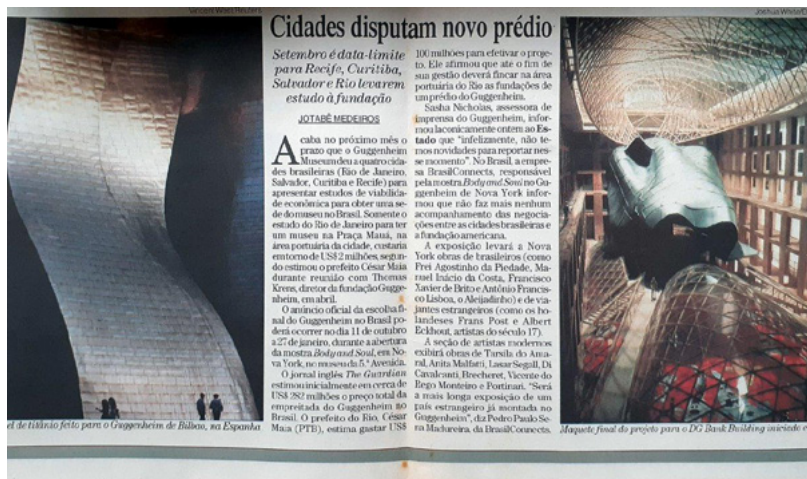 Cidades disputam novo prédio
Setembro é data-limite
para Recife, Curitiba,
Salvador e Rio levarem
estudo à fundação
JOTABÊ MEDEIROS
Acaba no próximo mês o
prazo que o Guggenheim
Museum deu a quatro cida-
des brasileiras (Rio de Janeiro,
Salvador, Curitiba e Recife) para
apresentar estudos de viabilida-
de econômica para obter uma se-
de do museu no Brasil. Somente o
estudo do Rio de Janeiro para ter
um museu na Praça Mauá, na
área portuária da cidade, custaria
em torno de US$ 2 milhões, segun-
do estimou o prefeito César Maia
durante reunião com Thomas
Krens, diretor da fundação Gugge-
nheim, em abril.
O anúncio oficial da escolha fi-
nal do Guggenheim no Brasil po-
derá ocorrer no dia 11 de outubro
a 27 de janeiro, durante a abertura
da mostra Body and Soul, em No-
va York, no museu da 5.ª Avenida.
O jornal inglês The Guardian
estimou inicialmente em cerca de
US$ 282 milhões o preço total da
empreitada do Guggenheim no
Brasil. O prefeito do Rio, César
Maia (PTB), estima gastar US$
100 milhões para efetivar o proje-
to. Ele afirmou que até o fim de
sua gestão deverá fincar na área
portuária do Rio as fundações de
um prédio do Guggenheim.
Sasha Nicholas, assessora de
imprensa do Guggenheim, infor-
mou laconicamente ontem ao Es-
tado que "infelizmente, não te-
mos novidades para reportar nes-
se momento". No Brasil, a empre-
sa BrasilConnects, responsável
pela mostra Body and Soul no Gu-
ggenheim de Nova York infor-
mou que não faz mais nenhum
acompanhamento das negocia-
ções entre as cidades brasileiras e
a fundação americana.
A exposição levará a Nova
York obras de brasileiros (como
Frei Agostinho da Piedade, Ma-
nuel Inácio da Costa, Francisco
Xavier de Brito e Antônio Francis-
co Lisboa, o Aleijadinho) e de via-
jantes estrangeiros (como os ho-
landeses Frans Post e Albert
Eckhout, artistas do século 17).
A seção de artistas modernos
exibirá obras de Tarsila do Ama-
ral, Anita Malfatti, Lasar Segall, Di
Cavalcanti, Brecheret, Vicente do
Rego Monteiro e Portinari. "Será
a mais longa exposição de um
país estrangeiro já montada no
Guggenheim", diz Pedro Paulo Se-
na Madureira, da BrasilConnects.
el de titânio feito para o Guggenheim de Bilbao, na Espanha
Maquete final do projeto para o DG Bank Building